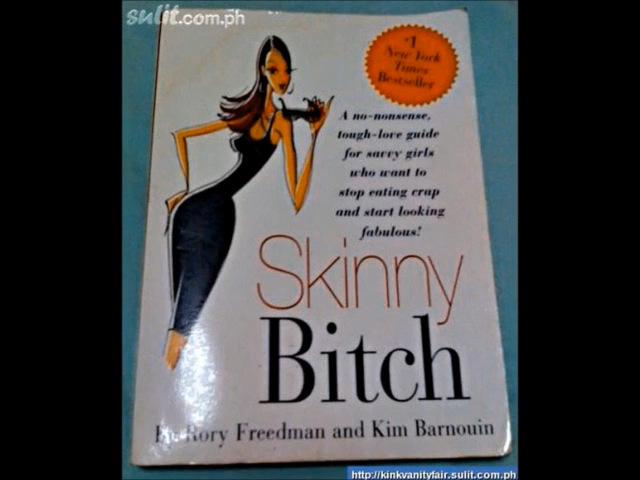 sulit.com.ph
#1
New York
Times
Bestseller
A no-nonsense,
tough-love guide
for savvy girls
who want to
stop eating crap
and start looking
fabulous!
Skinny
Bitch
Rory Freedman and Kim Barnouin
http://kinkvanityfair.sulit.com.ph